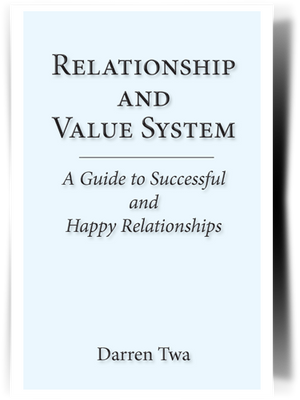 Relationship
and
Value System
A Guide to Successful
and
Happy Relationships
Darren Twa